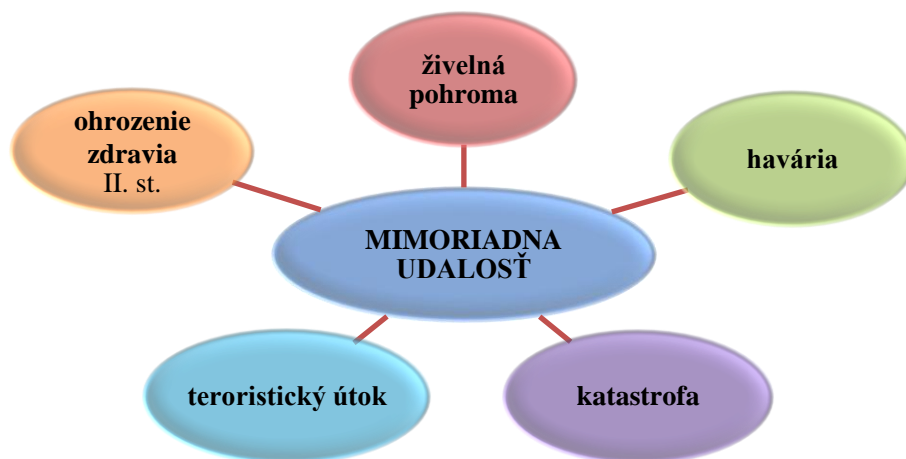 živelná
pohroma
ohrozenie
zdravia
II. st.
havária
MIMORIADNA
UDALOSŤ
teroristický útok
katastrofa